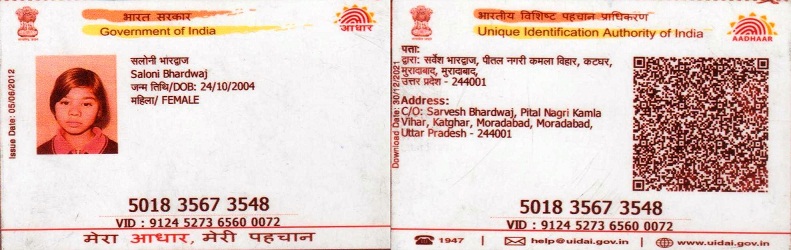 भारत सरकार
Government of India
आधार
Issue Date: 05/06/2012
सलोनी भारद्वाज
Saloni Bhardwaj
जन्म तिथि/DOB: 24/10/2004
महिला/ FEMALE
5018 3567 3548
VID : 9124 5273 6560 0072
मेरा आधार, मेरी पहचान
भारतीय विशिष्ट पहचान प्राधिकरण
Unique Identification Authority of India
AADHAAR
Download Date: 30/12/2021
पता:
द्वारा: सर्वेश भारद्वाज, पीतल नगरी कमला विहार, कटघर,
मुरादाबाद, मुरादाबाद,
उत्तर प्रदेश - 244001
Address:
C/O: Sarvesh Bhardwaj, Pital Nagri Kamla
Vihar, Katghar, Moradabad, Moradabad,
Uttar Pradesh - 244001
5018 3567 3548
VID : 9124 5273 6560 0072
1947 | help@uidai.gov.in | www.uidai.gov.in